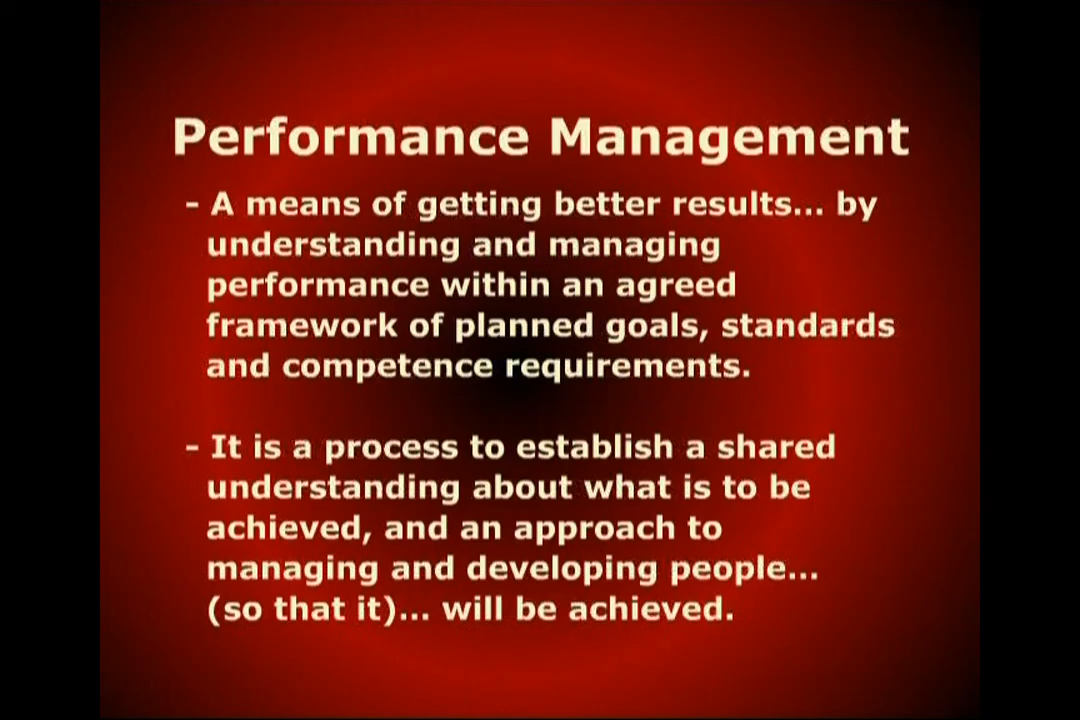 Performance Management
- A means of getting better results... by
understanding and managing
performance within an agreed
framework of planned goals, standards
and competence requirements.
- It is a process to establish a shared
understanding about what is to be
achieved, and an approach to
managing and developing people...
(so that it)... will be achieved.